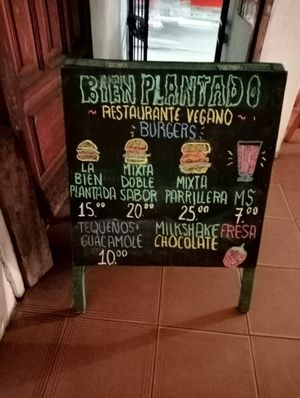 BIEN PLANTADO
~ RESTAURANTE VEGANO ~
BURGERS
LA BIEN PLANTADA 15.00
MIXTA DOBLE SABOR 20.00
MIXTA PARRILLERA 25.00
M$ 7.00
TEQUEÑOS GUACAMOLE 10.00
MILKSHAKE FRESA
CHOCOLATE